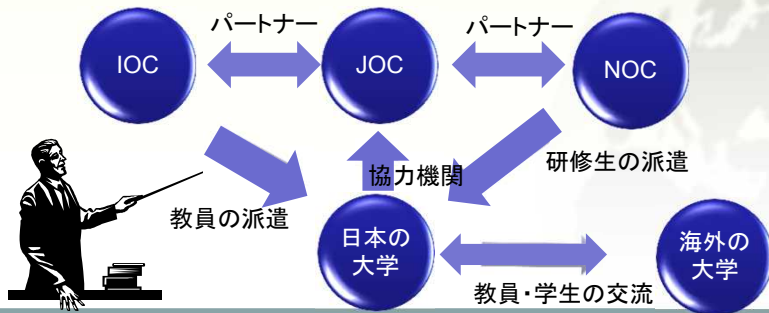 パートナー
パートナー
IOC
JOC
NOC
協力機関
研修生の派遣
教員の派遣
日本の
大学
海外の
大学
教員・学生の交流